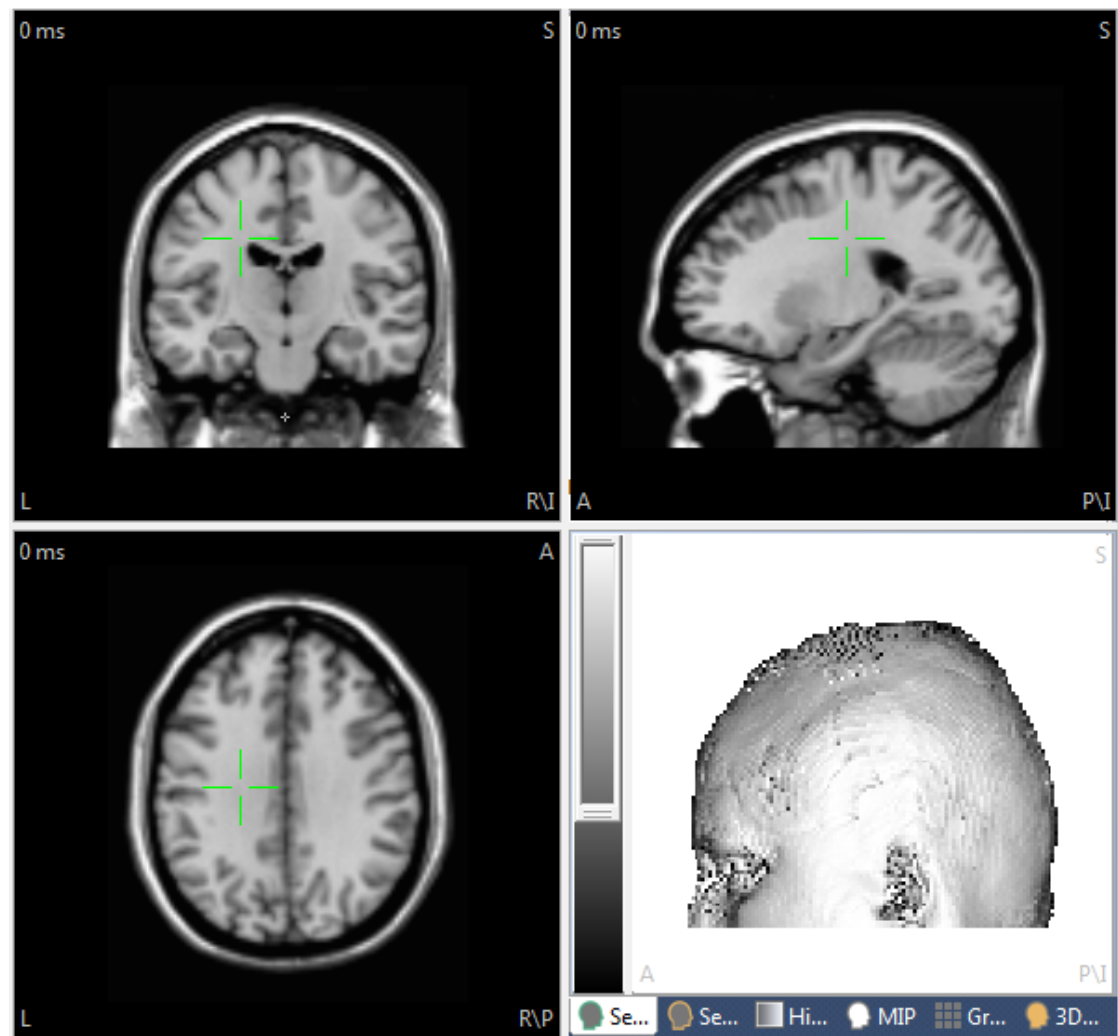 0 ms S
0 ms S
L R\I
A P\I
0 ms A
S
L R\P
A P\I
Se... Se... Hi... MIP Gr... 3D...